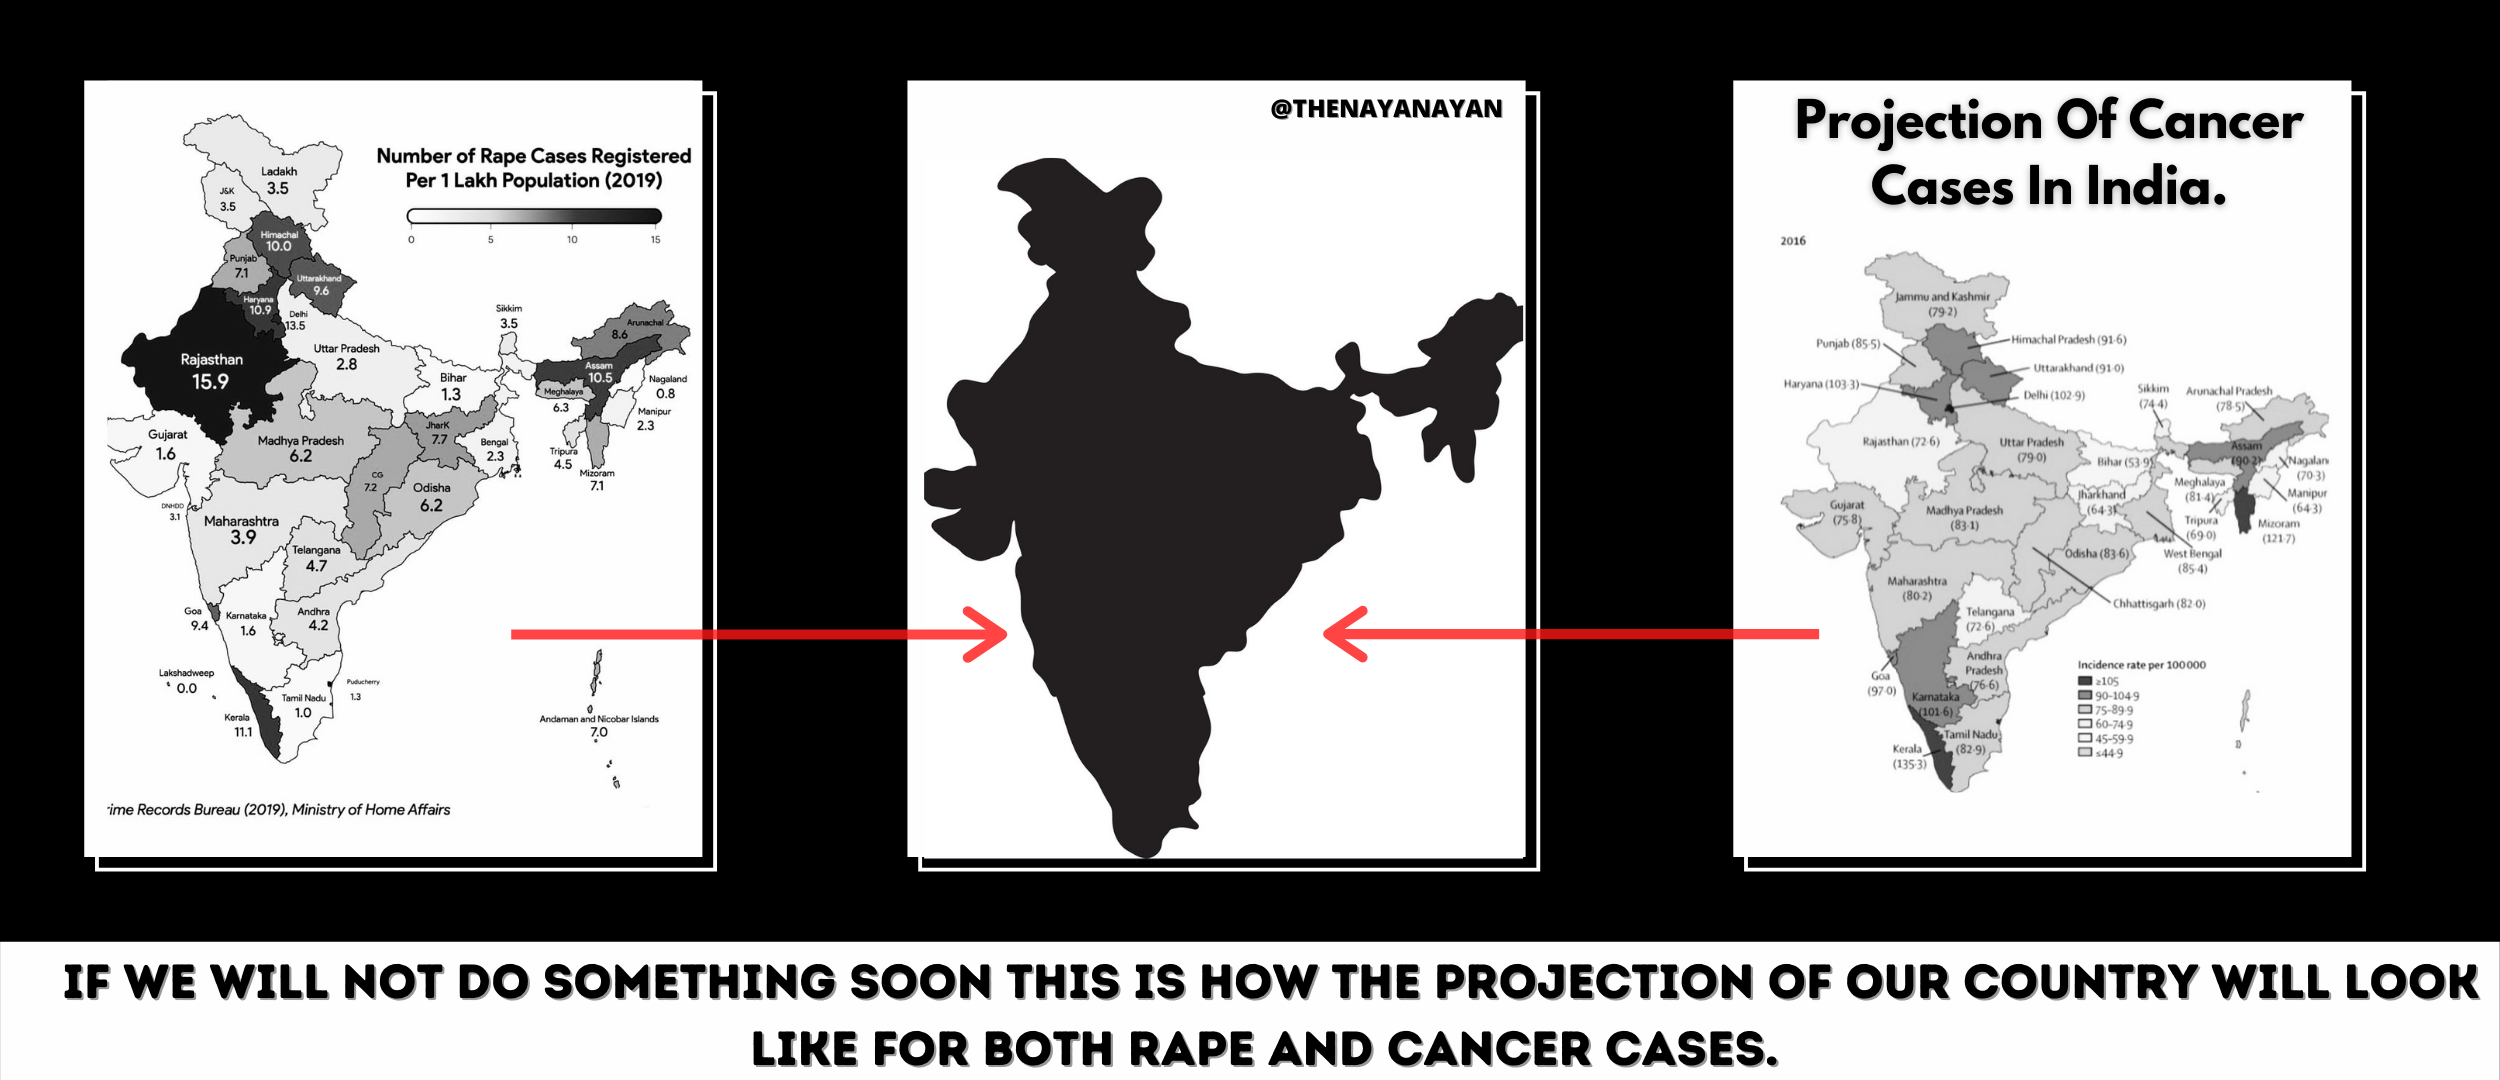 Number of Rape Cases Registered
Per 1 Lakh Population (2019)
0 5 10 15
Ladakh
3.5
J&K
3.5
Himachal
10.0
Punjab
7.1
Uttarakhand
9.6
Haryana
10.9
Delhi
13.5
Rajasthan
15.9
Uttar Pradesh
2.8
Bihar
1.3
Sikkim
3.5
Arunachal
8.6
Assam
10.5
Nagaland
0.8
Meghalaya
6.3
Manipur
2.3
Tripura
4.5
Mizoram
7.1
Gujarat
1.6
Madhya Pradesh
6.2
JharK
7.7
Bengal
2.3
CG
7.2
Odisha
6.2
DNHDD
3.1
Maharashtra
3.9
Telangana
4.7
Goa
9.4
Karnataka
1.6
Andhra
4.2
Lakshadweep
0.0
Puducherry
1.3
Tamil Nadu
1.0
Kerala
11.1
Andaman and Nicobar Islands
7.0
rime Records Bureau (2019), Ministry of Home Affairs
@THENAYANAYAN
Projection Of Cancer
Cases In India.
2016
Jammu and Kashmir
(79·2)
Punjab (85·5)
Himachal Pradesh (91·6)
Uttarakhand (91·0)
Haryana (103·3)
Delhi (102·9)
Sikkim
(74·4)
Arunachal Pradesh
(78·5)
Rajasthan (72·6)
Uttar Pradesh
(79·0)
Bihar (53·9)
Assam
(90·2)
Nagalan
(70·3)
Meghalaya
(81·4)
Manipur
(64·3)
Jharkhand
(64·3)
Gujarat
(75·8)
Madhya Pradesh
(83·1)
Tripura
(69·0)
Mizoram
(121·7)
Odisha (83·6)
West Bengal
(85·4)
Maharashtra
(80·2)
Chhattisgarh (82·0)
Telangana
(72·6)
Andhra
Pradesh
(76·6)
Goa
(97·0)
Karnataka
(101·6)
Tamil Nadu
(82·9)
Kerala
(135·3)
Incidence rate per 100 000
≥105
90–104·9
75–89·9
60–74·9
45–59·9
≤44·9
IF WE WILL NOT DO SOMETHING SOON THIS IS HOW THE PROJECTION OF OUR COUNTRY WILL LOOK
LIKE FOR BOTH RAPE AND CANCER CASES.